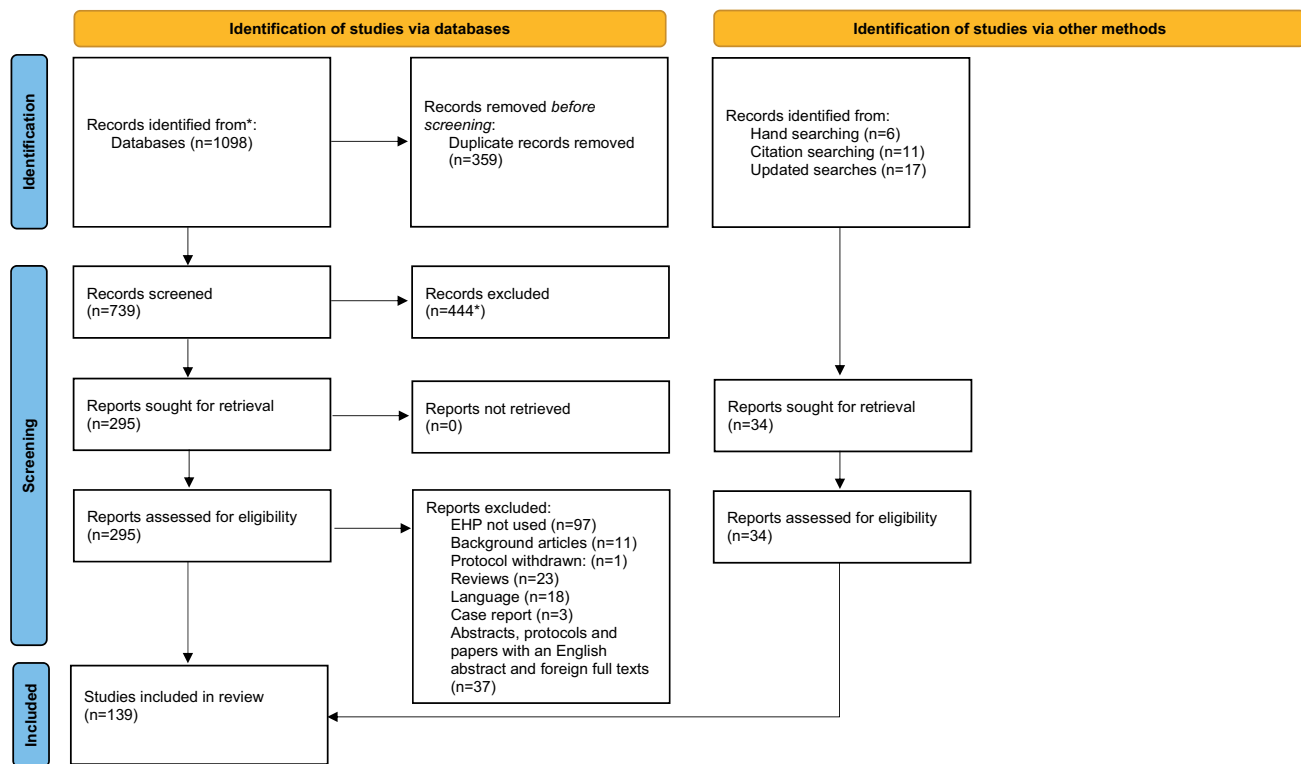 Identification of studies via databases
Identification of studies via other methods
Identification
Records identified from*:
Databases (n=1098)
Records removed before
screening:
Duplicate records removed
(n=359)
Records identified from:
Hand searching (n=6)
Citation searching (n=11)
Updated searches (n=17)
Screening
Records screened
(n=739)
Records excluded
(n=444*)
Reports sought for retrieval
(n=295)
Reports not retrieved
(n=0)
Reports sought for retrieval
(n=34)
Reports assessed for eligibility
(n=295)
Reports excluded:
EHP not used (n=97)
Background articles (n=11)
Protocol withdrawn: (n=1)
Reviews (n=23)
Language (n=18)
Case report (n=3)
Abstracts, protocols and
papers with an English
abstract and foreign full texts
(n=37)
Reports assessed for eligibility
(n=34)
Included
Studies included in review
(n=139)